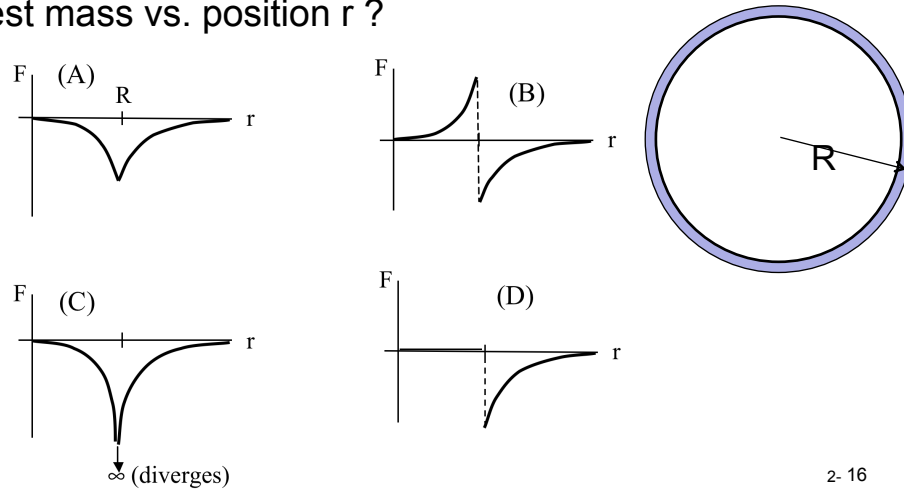 est mass vs. position r ?
F
(A)
R
r
F
(B)
r
R
F
(C)
r
∞ (diverges)
F
(D)
r
2- 16